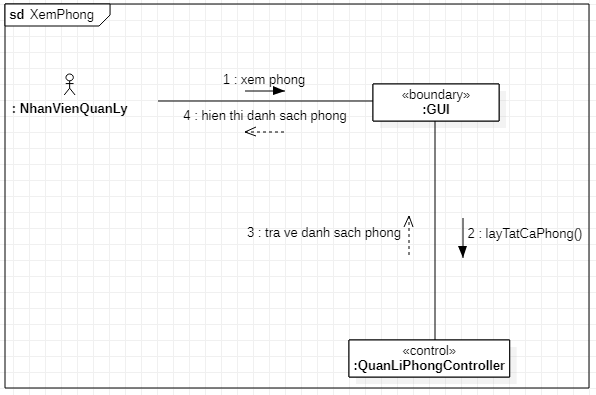 sd XemPhong
1 : xem phong
: NhanVienQuanLy
«boundary»
:GUI
4 : hien thi danh sach phong
3 : tra ve danh sach phong
2 : layTatCaPhong()
«control»
:QuanLiPhongController